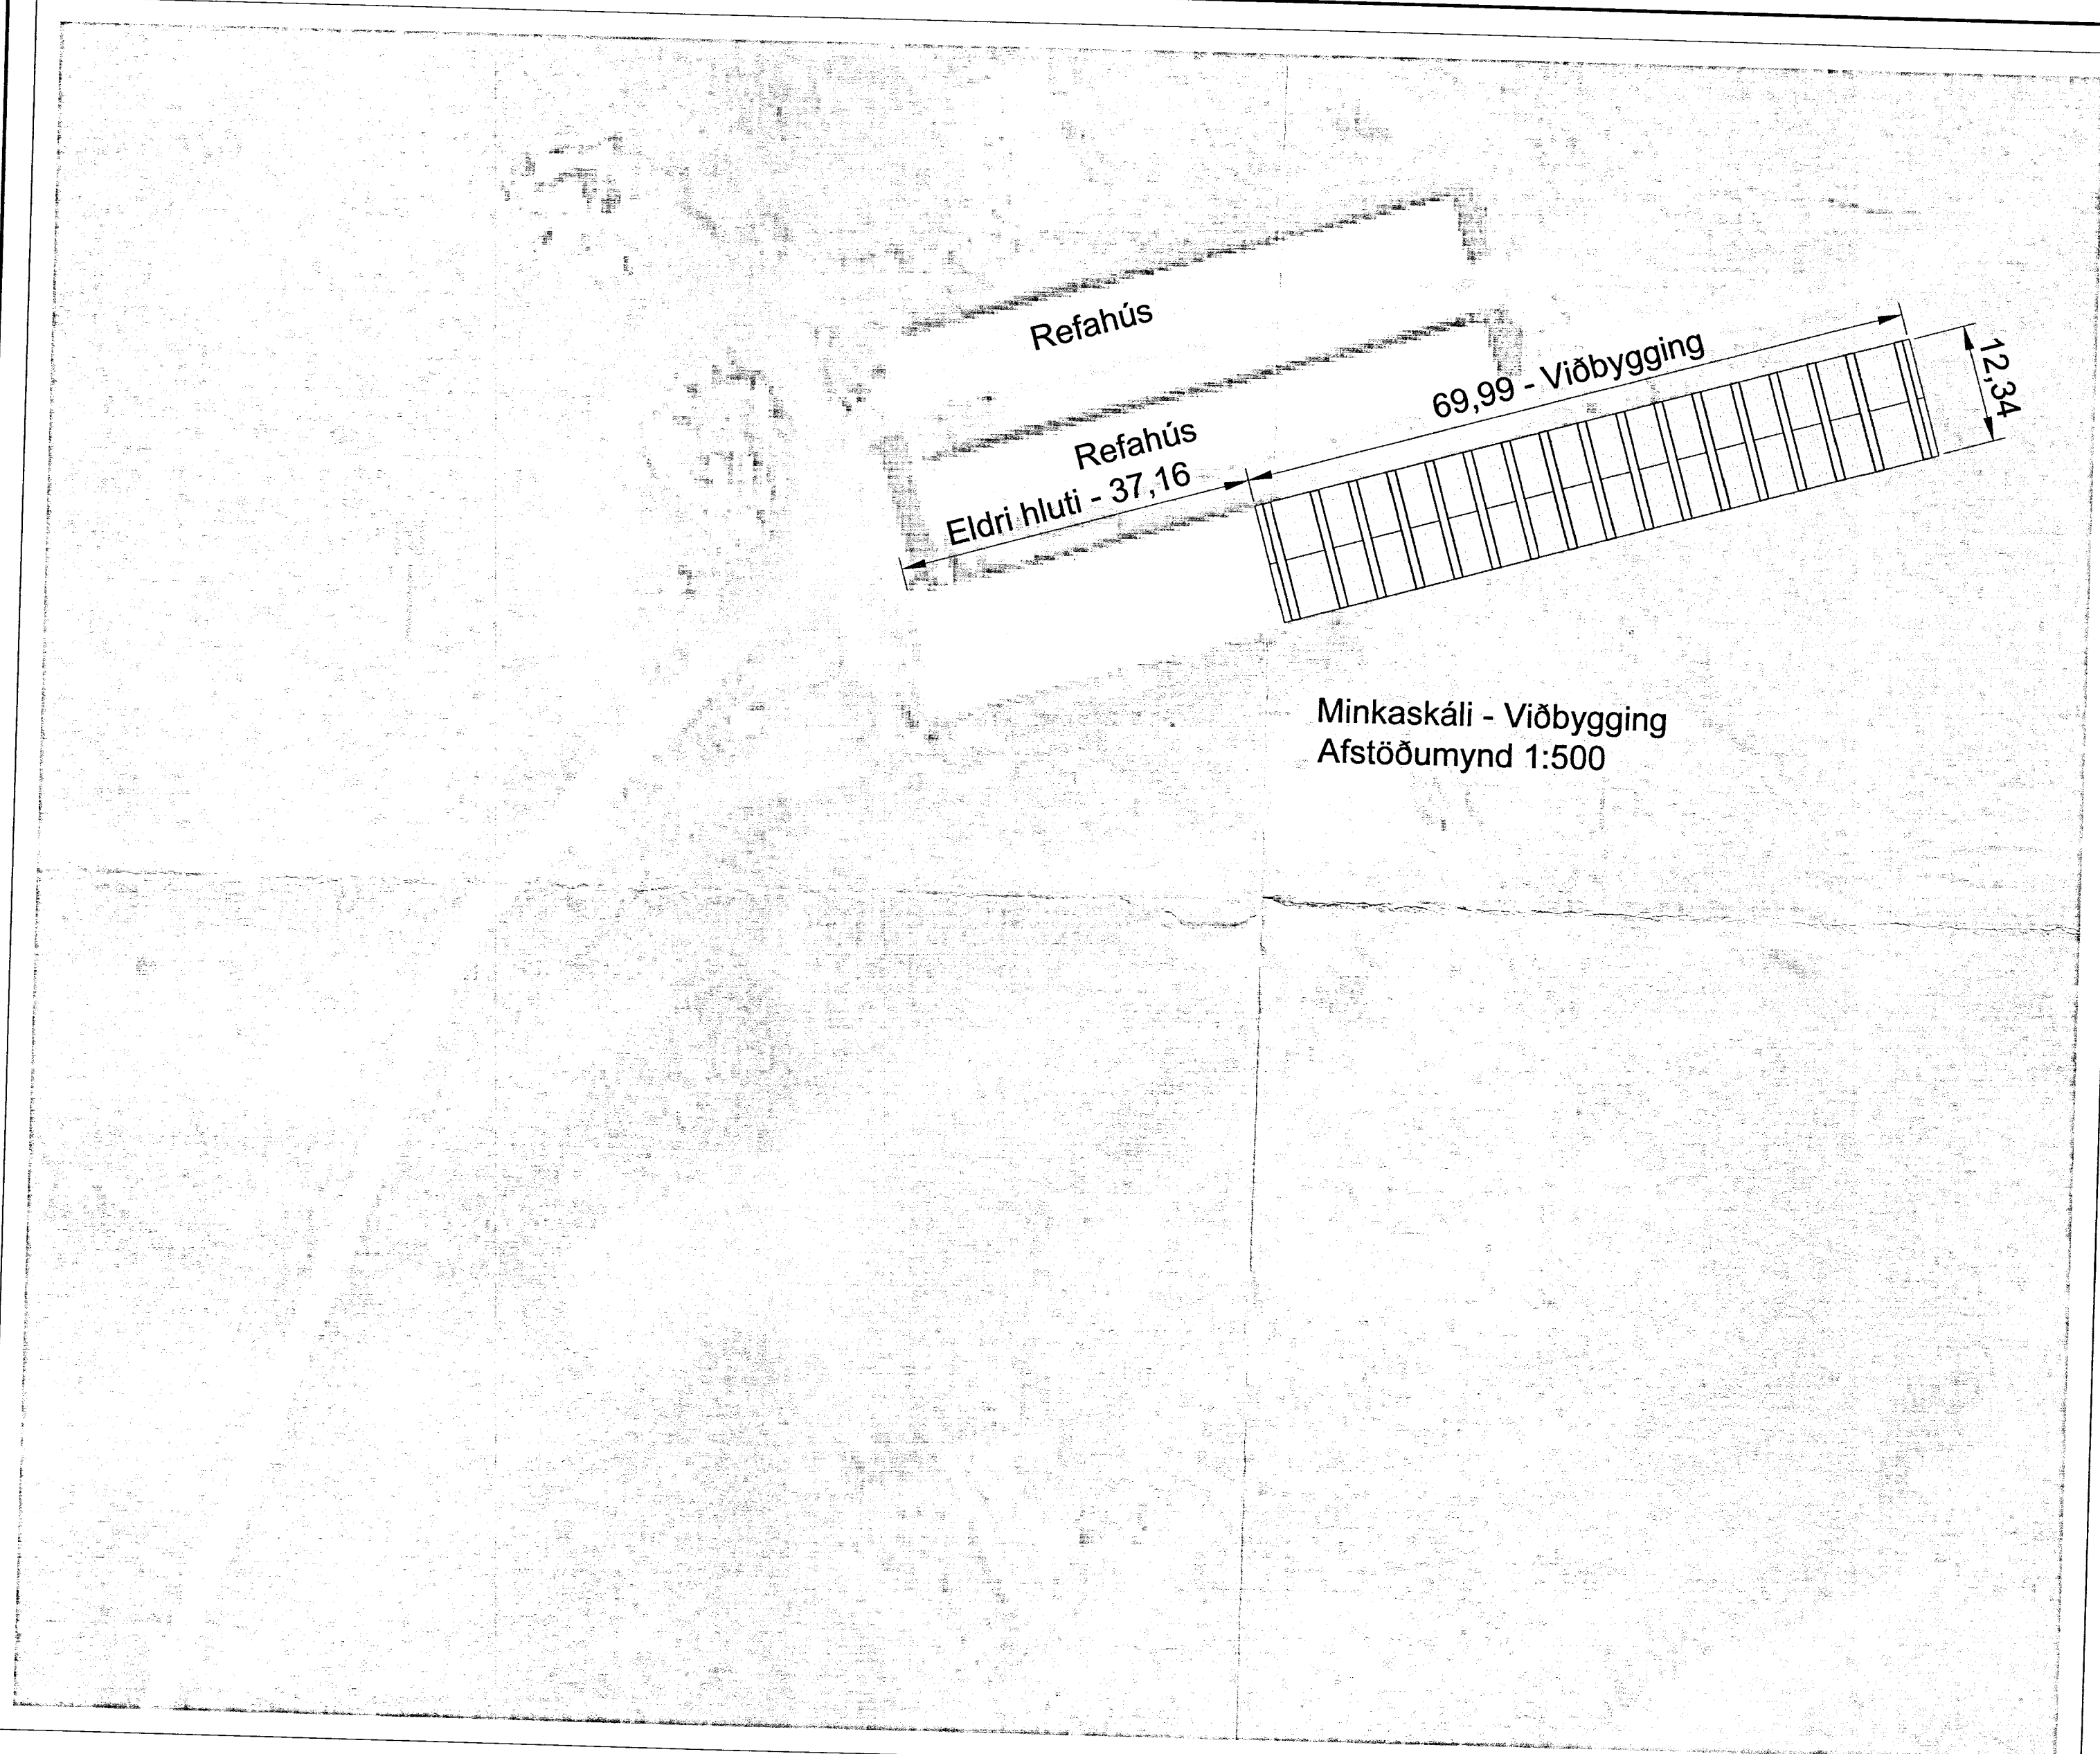 Refahús
69,99 - Viðbygging
12,34
Refahús
Eldri hluti - 37,16
Minkaskáli - Viðbygging
Afstöðumynd 1:500